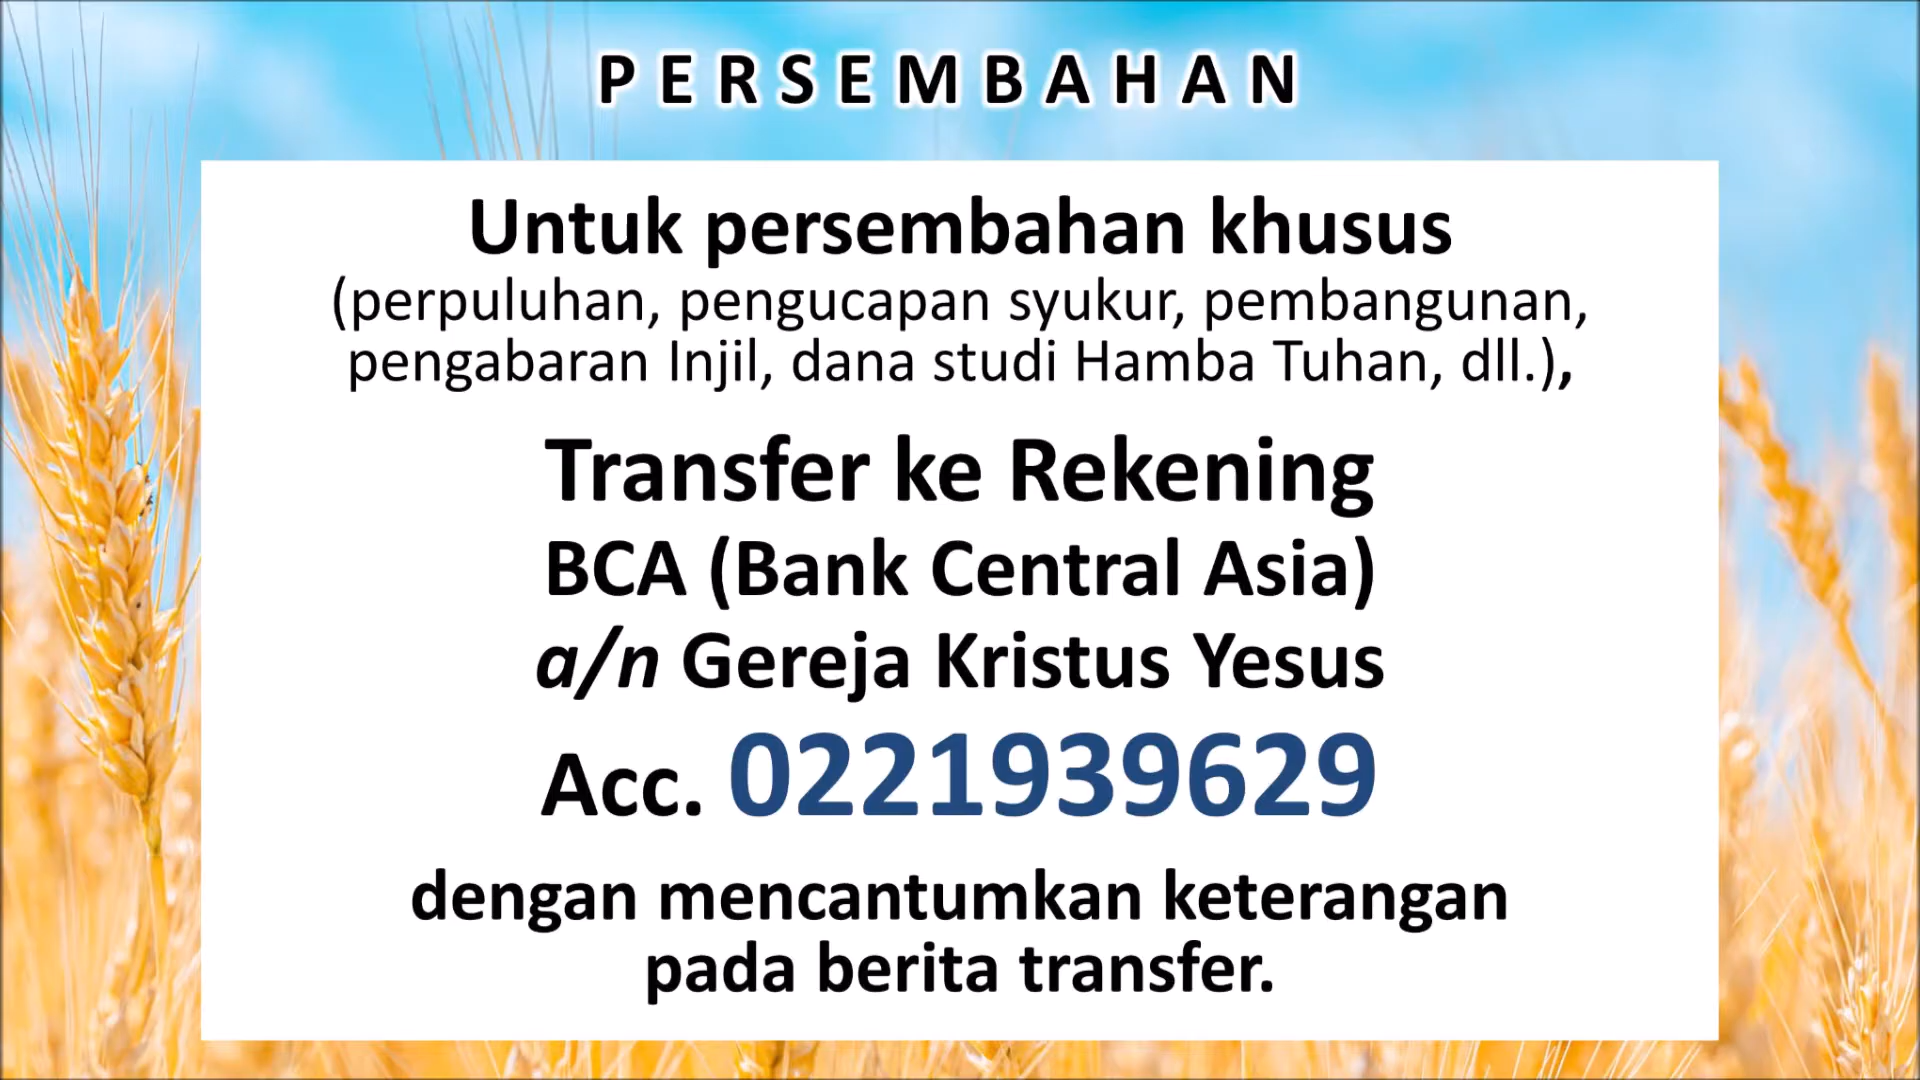 PERSEMBAHAN
Untuk persembahan khusus
(perpuluhan, pengucapan syukur, pembangunan,
pengabaran Injil, dana studi Hamba Tuhan, dll.),
Transfer ke Rekening
BCA (Bank Central Asia)
a/n Gereja Kristus Yesus
Acc. 0221939629
dengan mencantumkan keterangan
pada berita transfer.